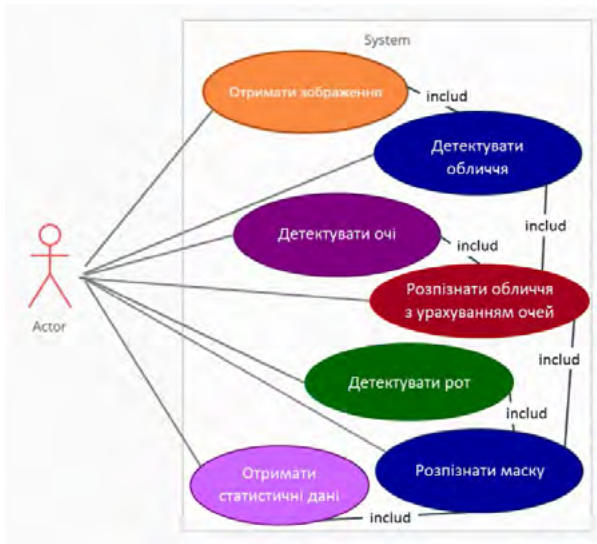 System
Отримати зображення
includ
Детектувати
обличчя
Детектувати очі
includ
includ
Розпізнати обличчя
з урахуванням очей
Actor
includ
Детектувати рот
includ
Отримати
статистичні дані
Розпізнати маску
includ